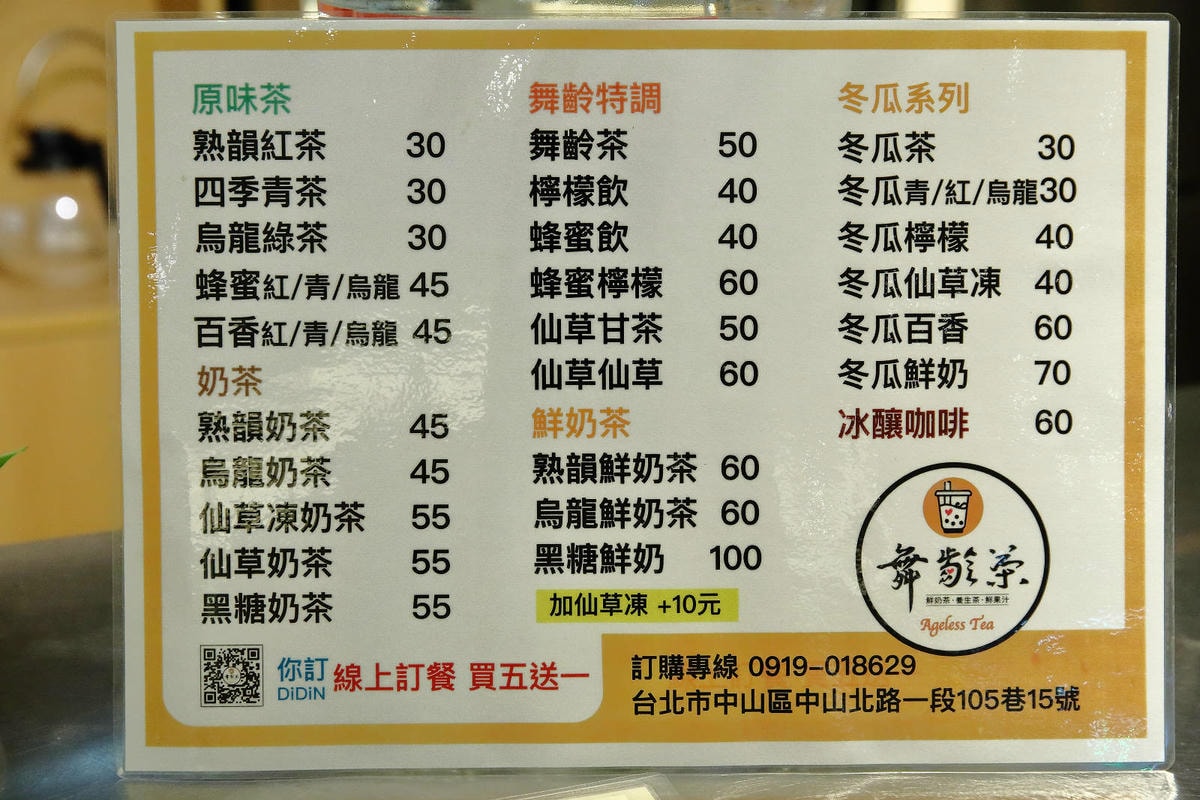 原味茶
熟韻紅茶 30
四季青茶 30
烏龍綠茶 30
蜂蜜紅/青/烏龍 45
百香紅/青/烏龍 45
奶茶
熟韻奶茶 45
烏龍奶茶 45
仙草凍奶茶 55
仙草奶茶 55
黑糖奶茶 55
舞齡特調
舞齡茶 50
檸檬飲 40
蜂蜜飲 40
蜂蜜檸檬 60
仙草甘茶 50
仙草仙草 60
鮮奶茶
熟韻鮮奶茶 60
烏龍鮮奶茶 60
黑糖鮮奶 100
加仙草凍 +10元
冬瓜系列
冬瓜茶 30
冬瓜青/紅/烏龍30
冬瓜檸檬 40
冬瓜仙草凍 40
冬瓜百香 60
冬瓜鮮奶 70
冰釀咖啡 60
舞齡茶
鮮奶茶·養生茶·鮮果汁
Ageless Tea
你訂
DiDiN
線上訂餐 買五送一
訂購專線 0919-018629
台北市中山區中山北路一段105巷15號